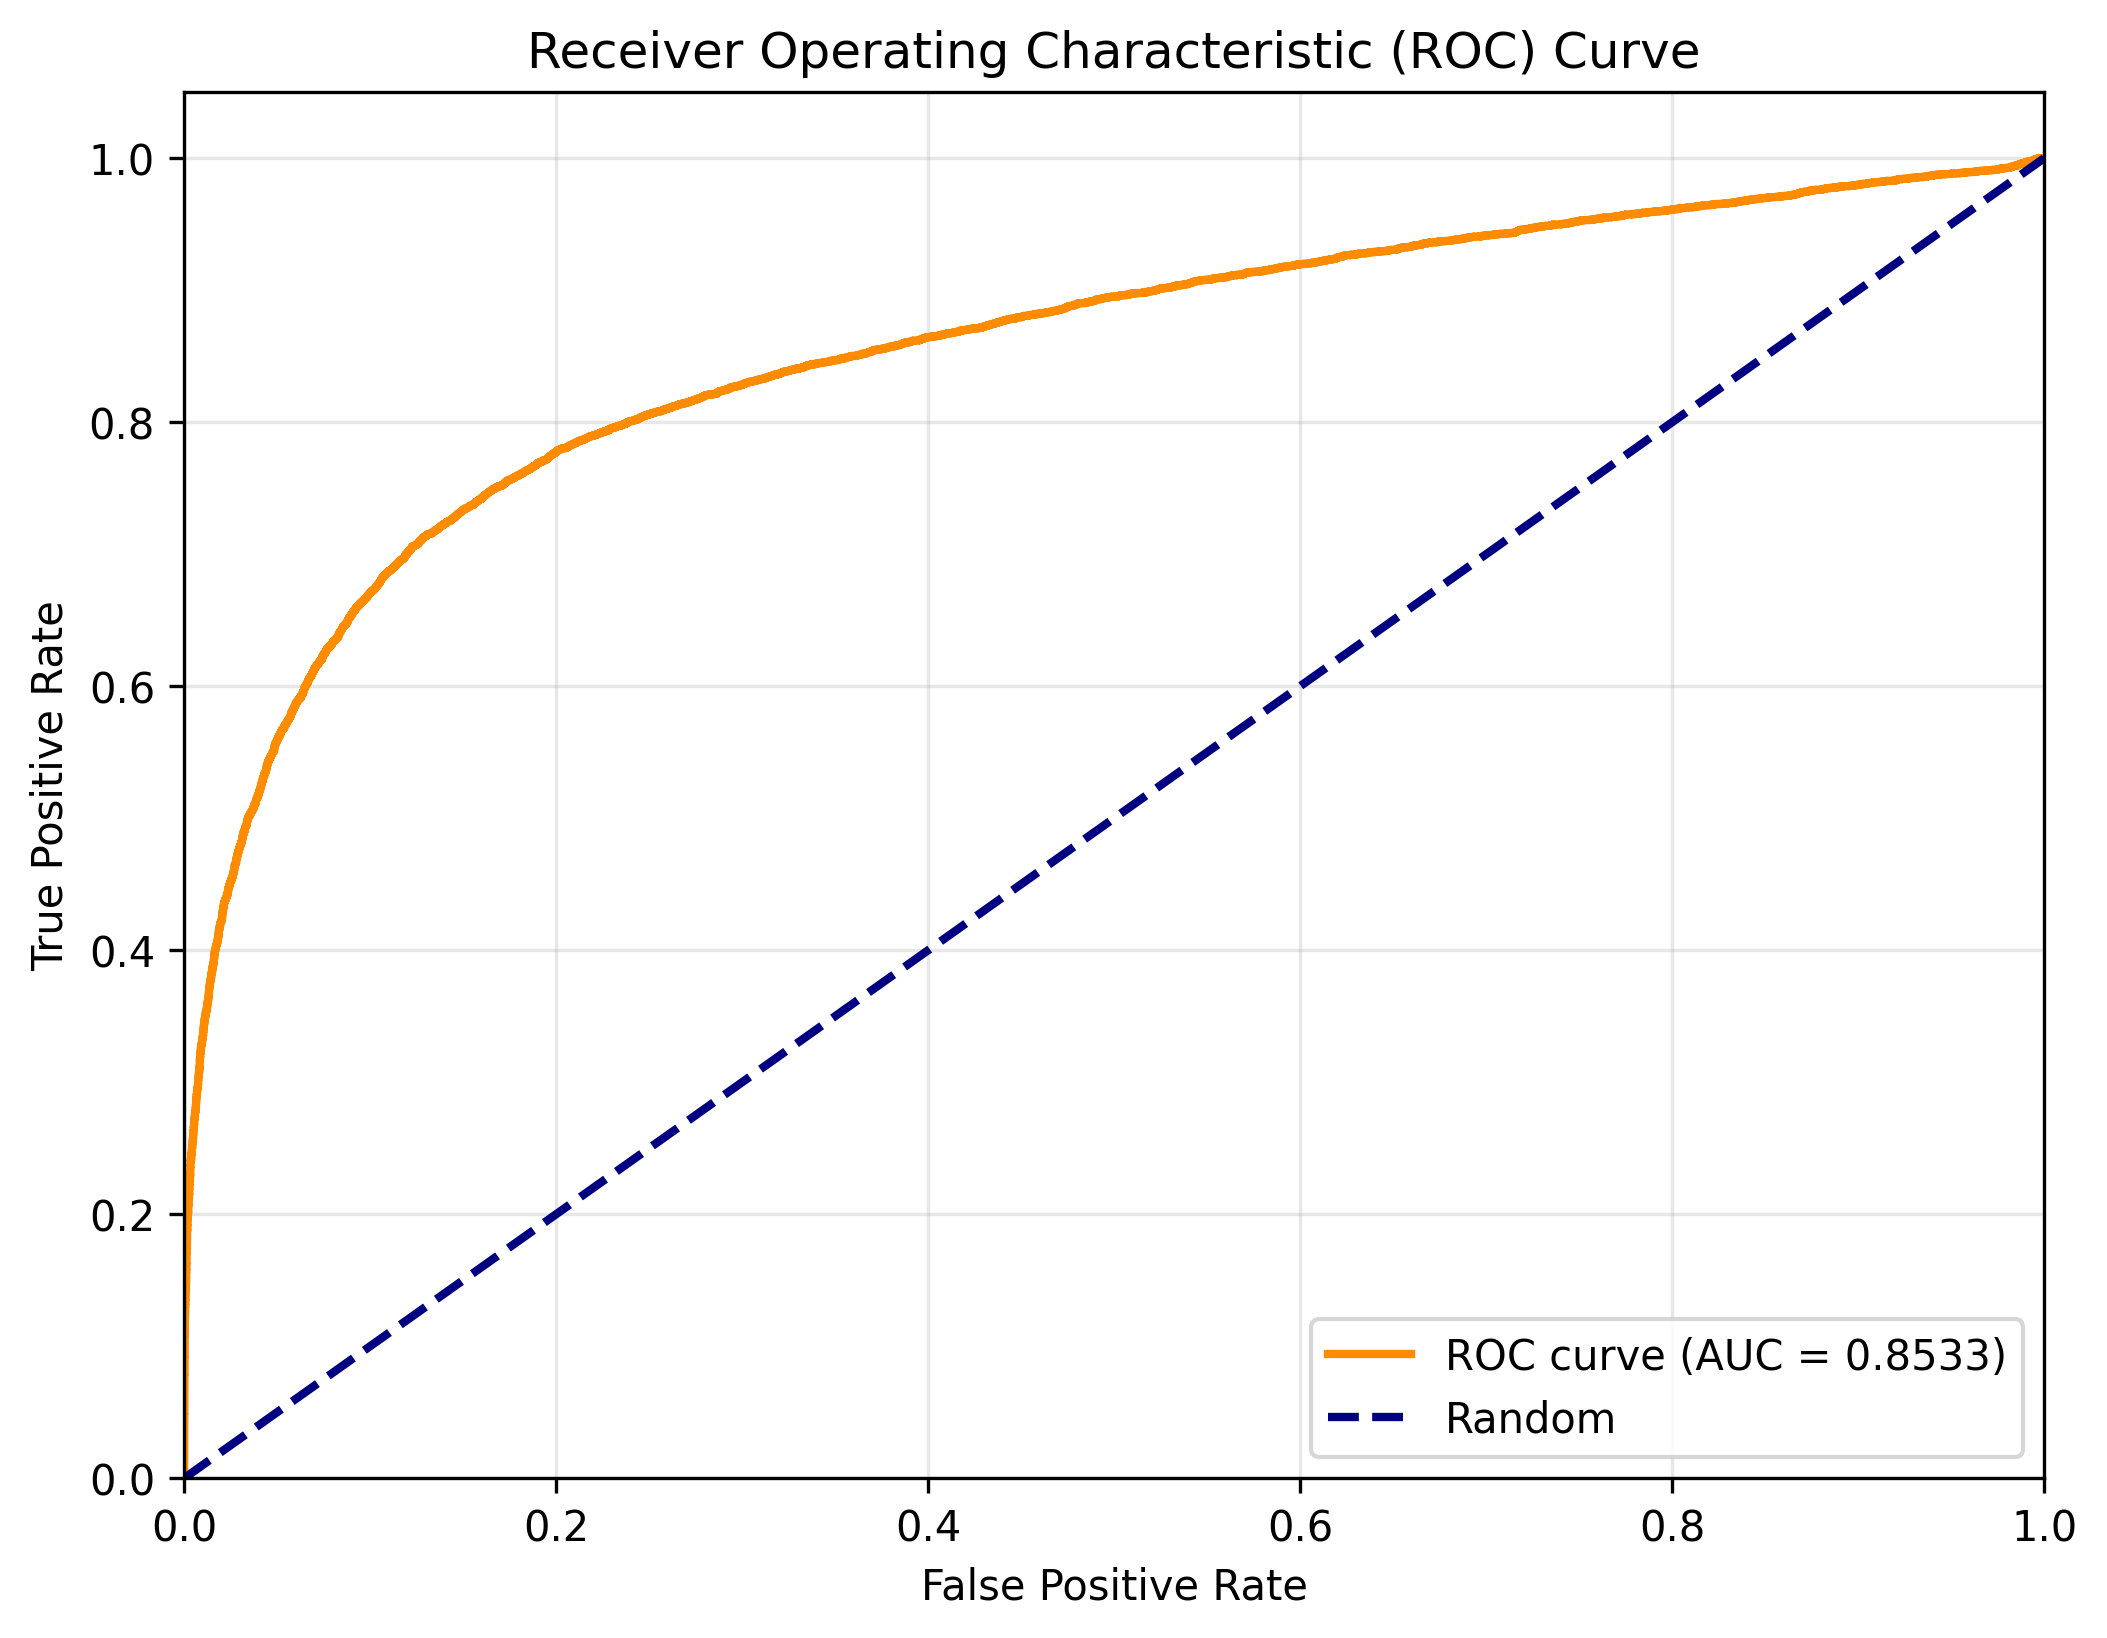 Receiver Operating Characteristic (ROC) Curve
1.0
0.8
0.6
0.4
0.2
0.0
True Positive Rate
0.0 0.2 0.4 0.6 0.8 1.0
False Positive Rate
ROC curve (AUC = 0.8533)
Random